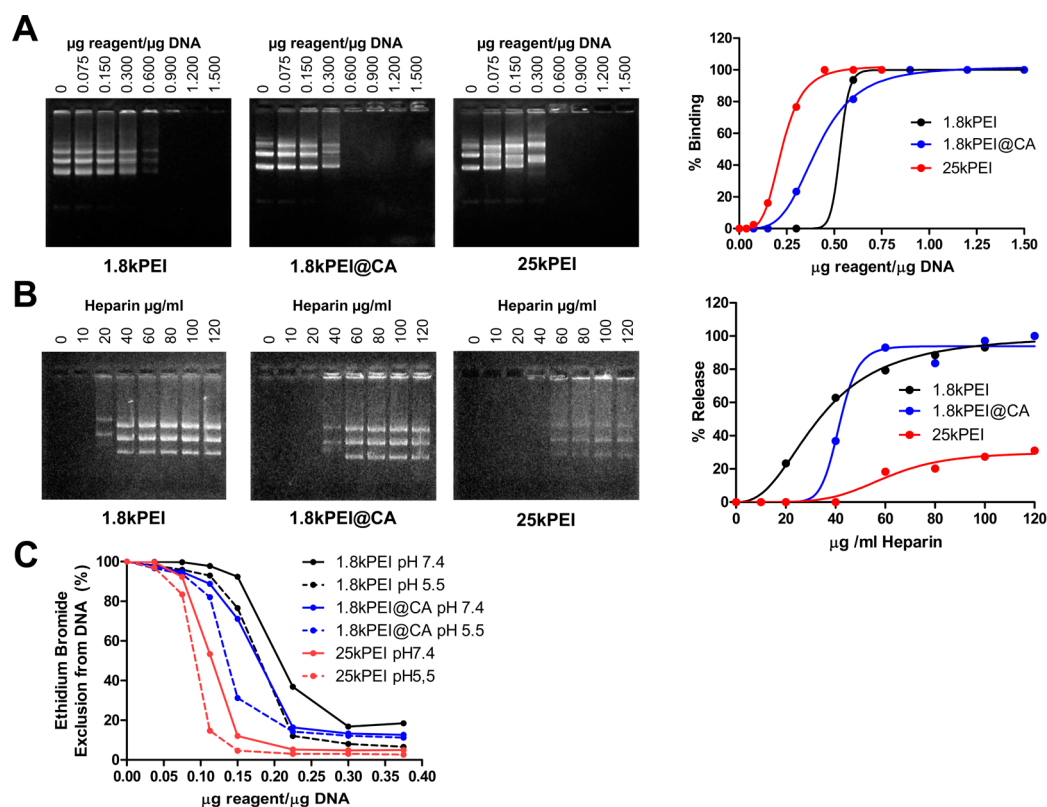 A
µg reagent/µg DNA
0 0.075 0.150 0.300 0.600 0.900 1.200 1.500
1.8kPEI
µg reagent/µg DNA
0 0.075 0.150 0.300 0.600 0.900 1.200 1.500
1.8kPEI@CA
µg reagent/µg DNA
0 0.075 0.150 0.300 0.600 0.900 1.200 1.500
25kPEI
% Binding
120
100
80
60
40
20
0
0.00 0.25 0.50 0.75 1.00 1.25 1.50
µg reagent/µg DNA
1.8kPEI
1.8kPEI@CA
25kPEI
B
Heparin µg/ml
0 10 20 40 60 80 100 120
1.8kPEI
Heparin µg/ml
0 10 20 40 60 80 100 120
1.8kPEI@CA
Heparin µg/ml
0 10 20 40 60 80 100 120
25kPEI
% Release
120
100
80
60
40
20
0
0 20 40 60 80 100 120
µg /ml Heparin
1.8kPEI
1.8kPEI@CA
25kPEI
C
Ethidium Bromide
Exclusion from DNA (%)
100
80
60
40
20
0
0.00 0.05 0.10 0.15 0.20 0.25 0.30 0.35 0.40
µg reagent/µg DNA
1.8kPEI pH 7.4
1.8kPEI pH 5.5
1.8kPEI@CA pH 7.4
1.8kPEI@CA pH 5.5
25kPEI pH7.4
25kPEI pH5,5